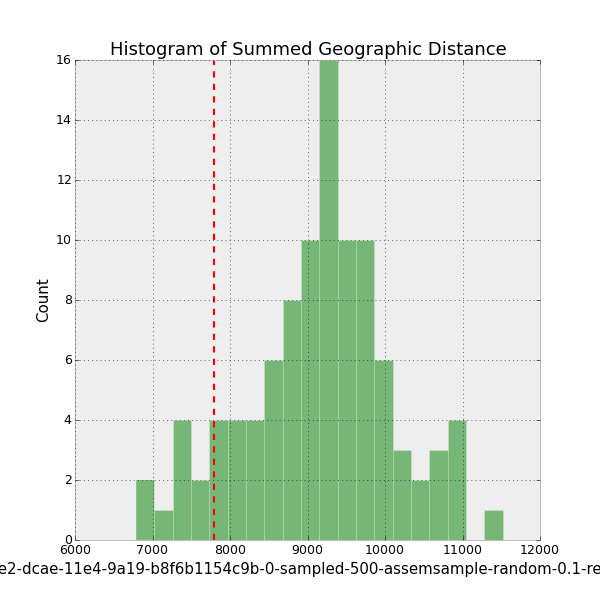 Histogram of Summed Geographic Distance
16
14
12
10
8
6
4
2
0
Count
6000 7000 8000 9000 10000 11000 12000
e2-dcae-11e4-9a19-b8f6b1154c9b-0-sampled-500-assemsample-random-0.1-re